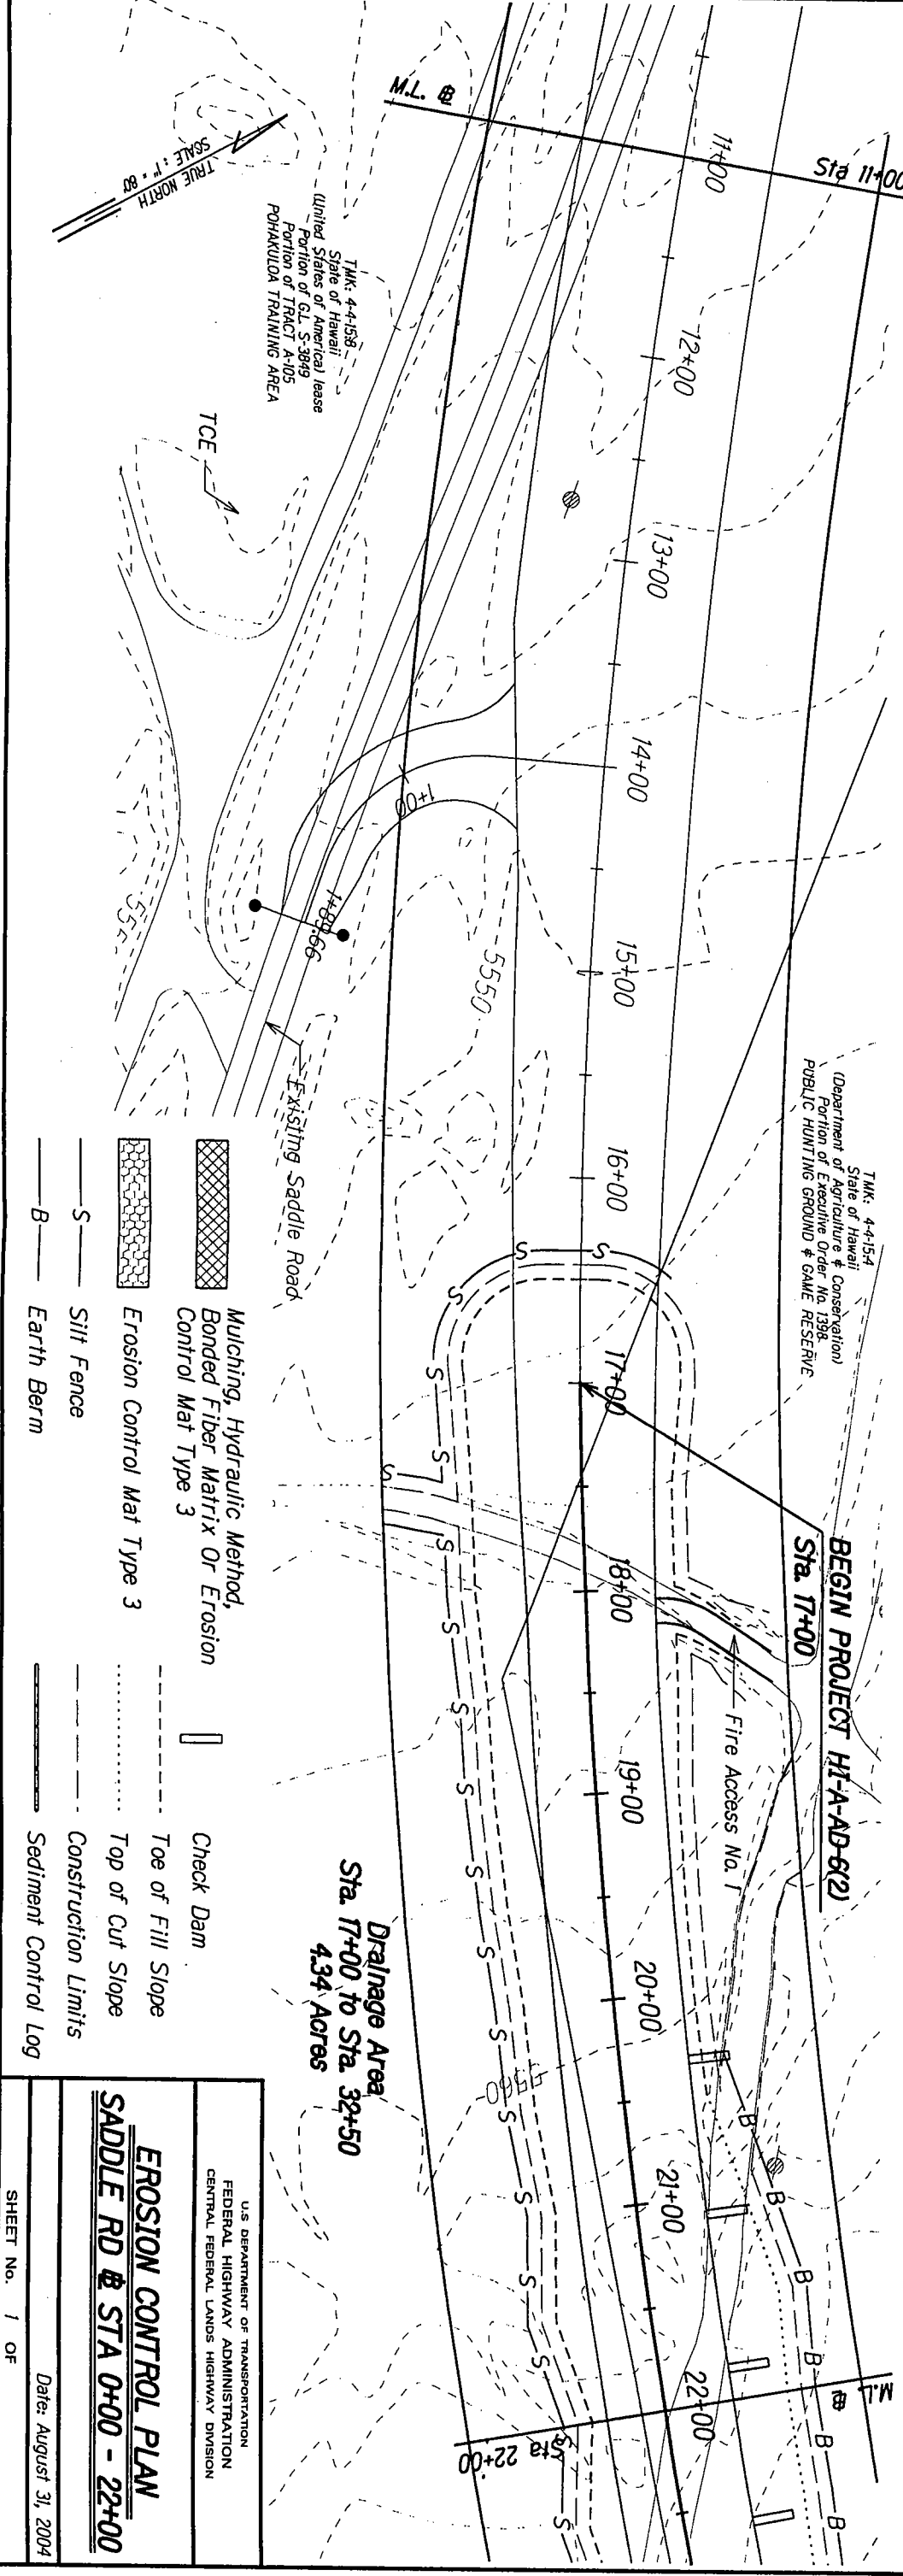 M.L. ⅊
Sta 11+00
TRUE NORTH
SCALE : 1" = 80'
TMK: 4-4-15:8
State of Hawaii
(United States of America) lease
Portion of G.L. S-3849
Portion of TRACT A-105
POHAKULOA TRAINING AREA
TCE
11+00
12+00
13+00
14+00
15+00
16+00
17+00
18+00
19+00
20+00
21+00
22+00
1+00
1+89.66
5550
Existing Saddle Road
TMK: 4-4-15:4
State of Hawaii
(Department of Agriculture & Conservation)
Portion of Executive Order No. 1398
PUBLIC HUNTING GROUND & GAME RESERVE
BEGIN PROJECT HI-A-AD-6(2)
Sta. 17+00
Fire Access No. 1
S S S S S S S S S S S S S S S S S S S
B B B B B B
5560
Drainage Area
Sta. 17+00 to Sta. 32+50
4.34 Acres
M.L. ⅊
Sta 22+00
Mulching, Hydraulic Method,
Bonded Fiber Matrix Or Erosion
Control Mat Type 3
Erosion Control Mat Type 3
S Silt Fence
B Earth Berm
Check Dam
Toe of Fill Slope
Top of Cut Slope
Construction Limits
Sediment Control Log
U.S DEPARTMENT OF TRANSPORTATION
FEDERAL HIGHWAY ADMINISTRATION
CENTRAL FEDERAL LANDS HIGHWAY DIVISION
EROSION CONTROL PLAN
SADDLE RD ⅊ STA 0+00 - 22+00
Date: August 31, 2004
SHEET No. 1 OF